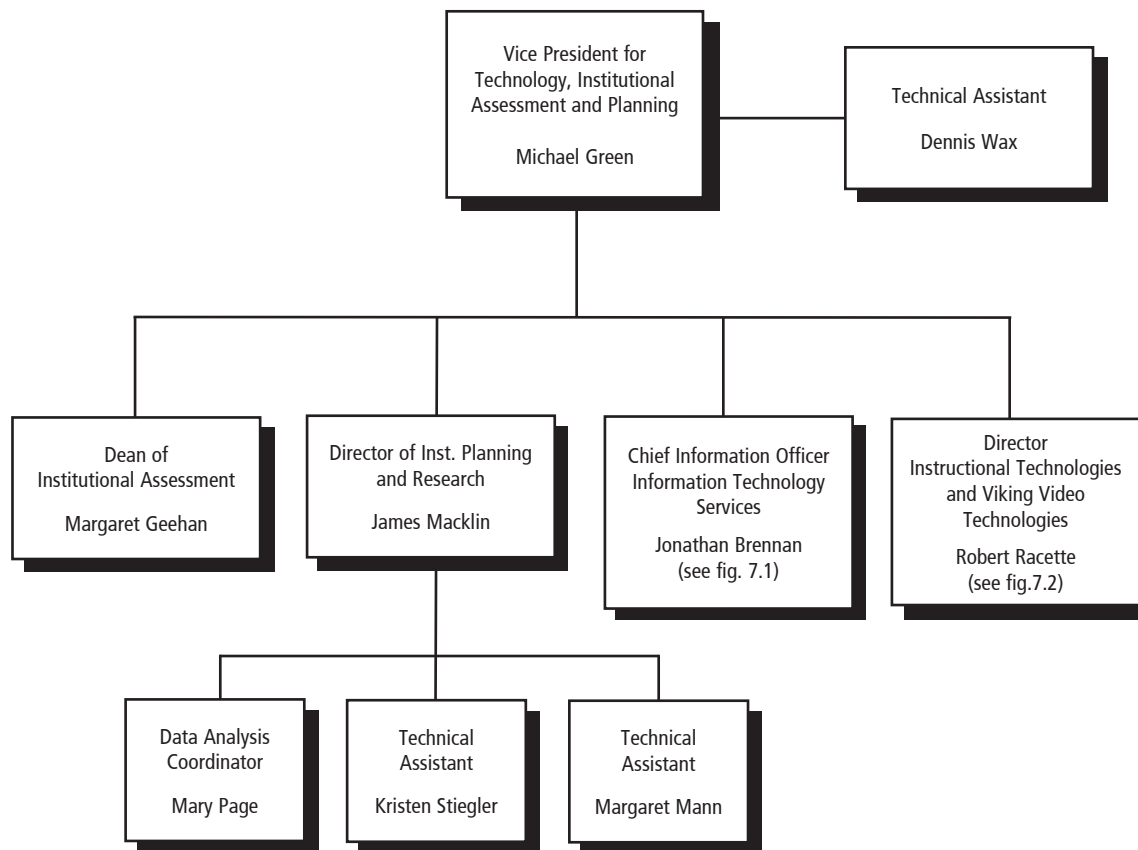 Vice President for
Technology, Institutional
Assessment and Planning
Michael Green
Technical Assistant
Dennis Wax
Dean of
Institutional Assessment
Margaret Geehan
Director of Inst. Planning
and Research
James Macklin
Chief Information Officer
Information Technology
Services
Jonathan Brennan
(see fig. 7.1)
Director
Instructional Technologies
and Viking Video
Technologies
Robert Racette
(see fig.7.2)
Data Analysis
Coordinator
Mary Page
Technical
Assistant
Kristen Stiegler
Technical
Assistant
Margaret Mann